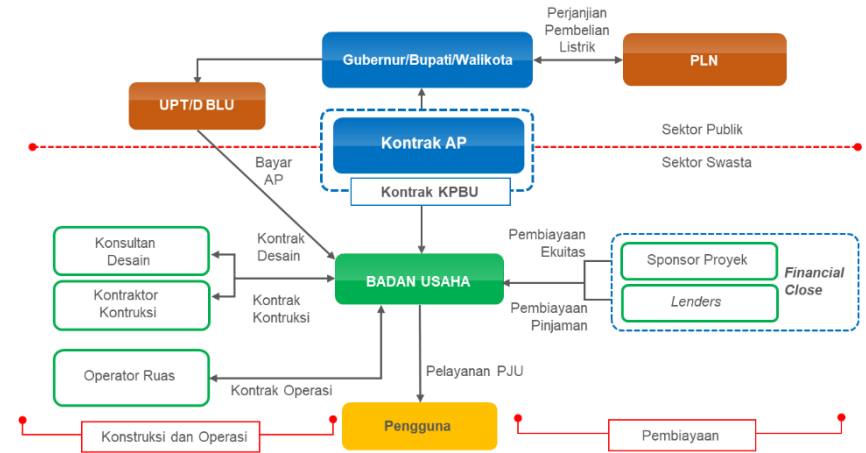 Perjanjian
Pembelian
Listrik
Gubernur/Bupati/Walikota
PLN
UPT/D BLU
Kontrak AP
Sektor Publik
Sektor Swasta
Bayar
AP
Kontrak KPBU
Konsultan
Desain
Kontrak
Desain
Kontraktor
Kontruksi
Kontrak
Kontruksi
BADAN USAHA
Pembiayaan
Ekuitas
Pembiayaan
Pinjaman
Sponsor Proyek
Lenders
Financial
Close
Operator Ruas
Kontrak Operasi
Pelayanan PJU
Konstruksi dan Operasi
Pengguna
Pembiayaan